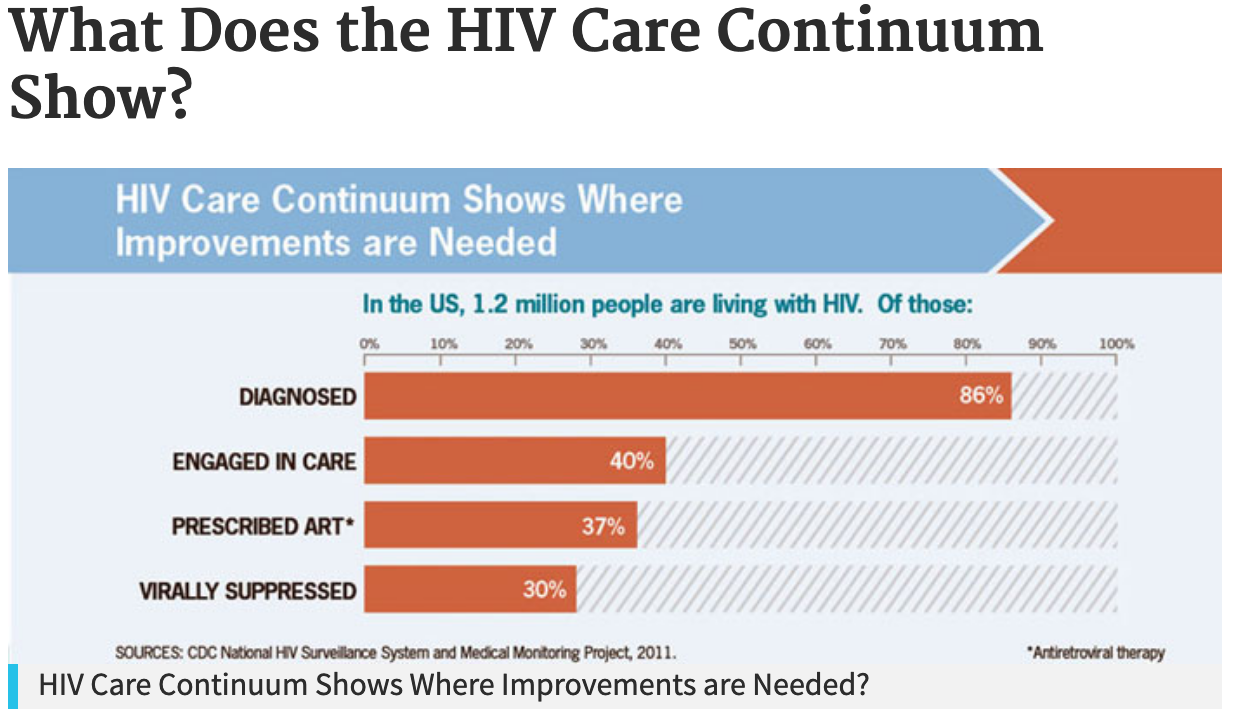 What Does the HIV Care Continuum
Show?
HIV Care Continuum Shows Where
Improvements are Needed
In the US, 1.2 million people are living with HIV. Of those:
0% 10% 20% 30% 40% 50% 60% 70% 80% 90% 100%
DIAGNOSED 86%
ENGAGED IN CARE 40%
PRESCRIBED ART* 37%
VIRALLY SUPPRESSED 30%
SOURCES: CDC National HIV Surveillance System and Medical Monitoring Project, 2011. *Antiretroviral therapy
HIV Care Continuum Shows Where Improvements are Needed?